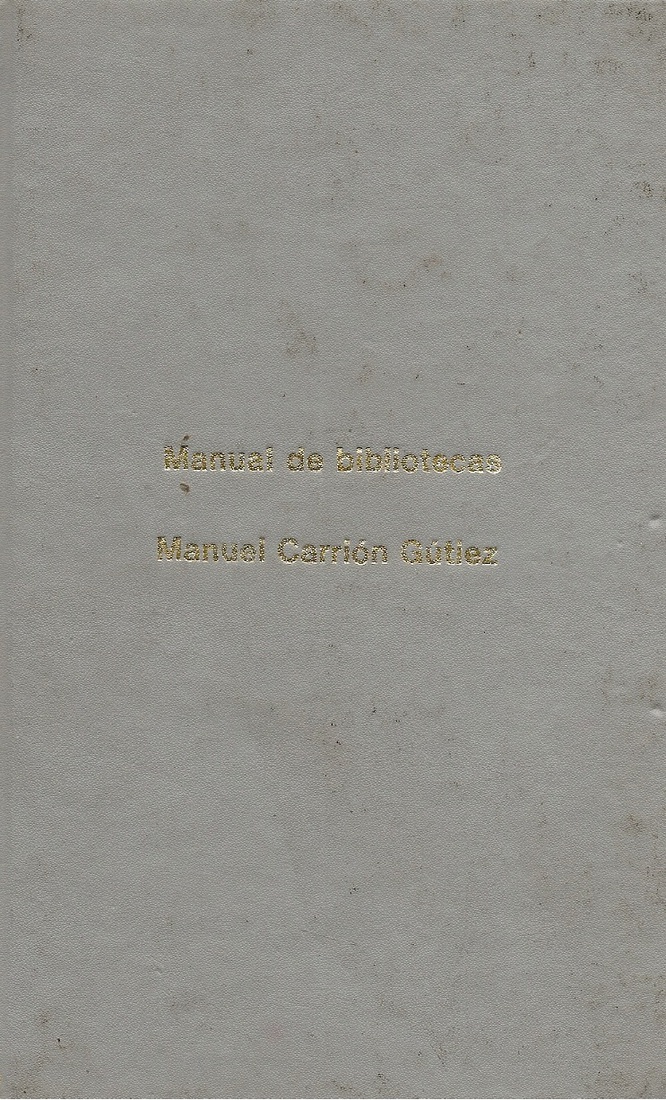 Manual de bibliotecas
Manuel Carrión Gútiez